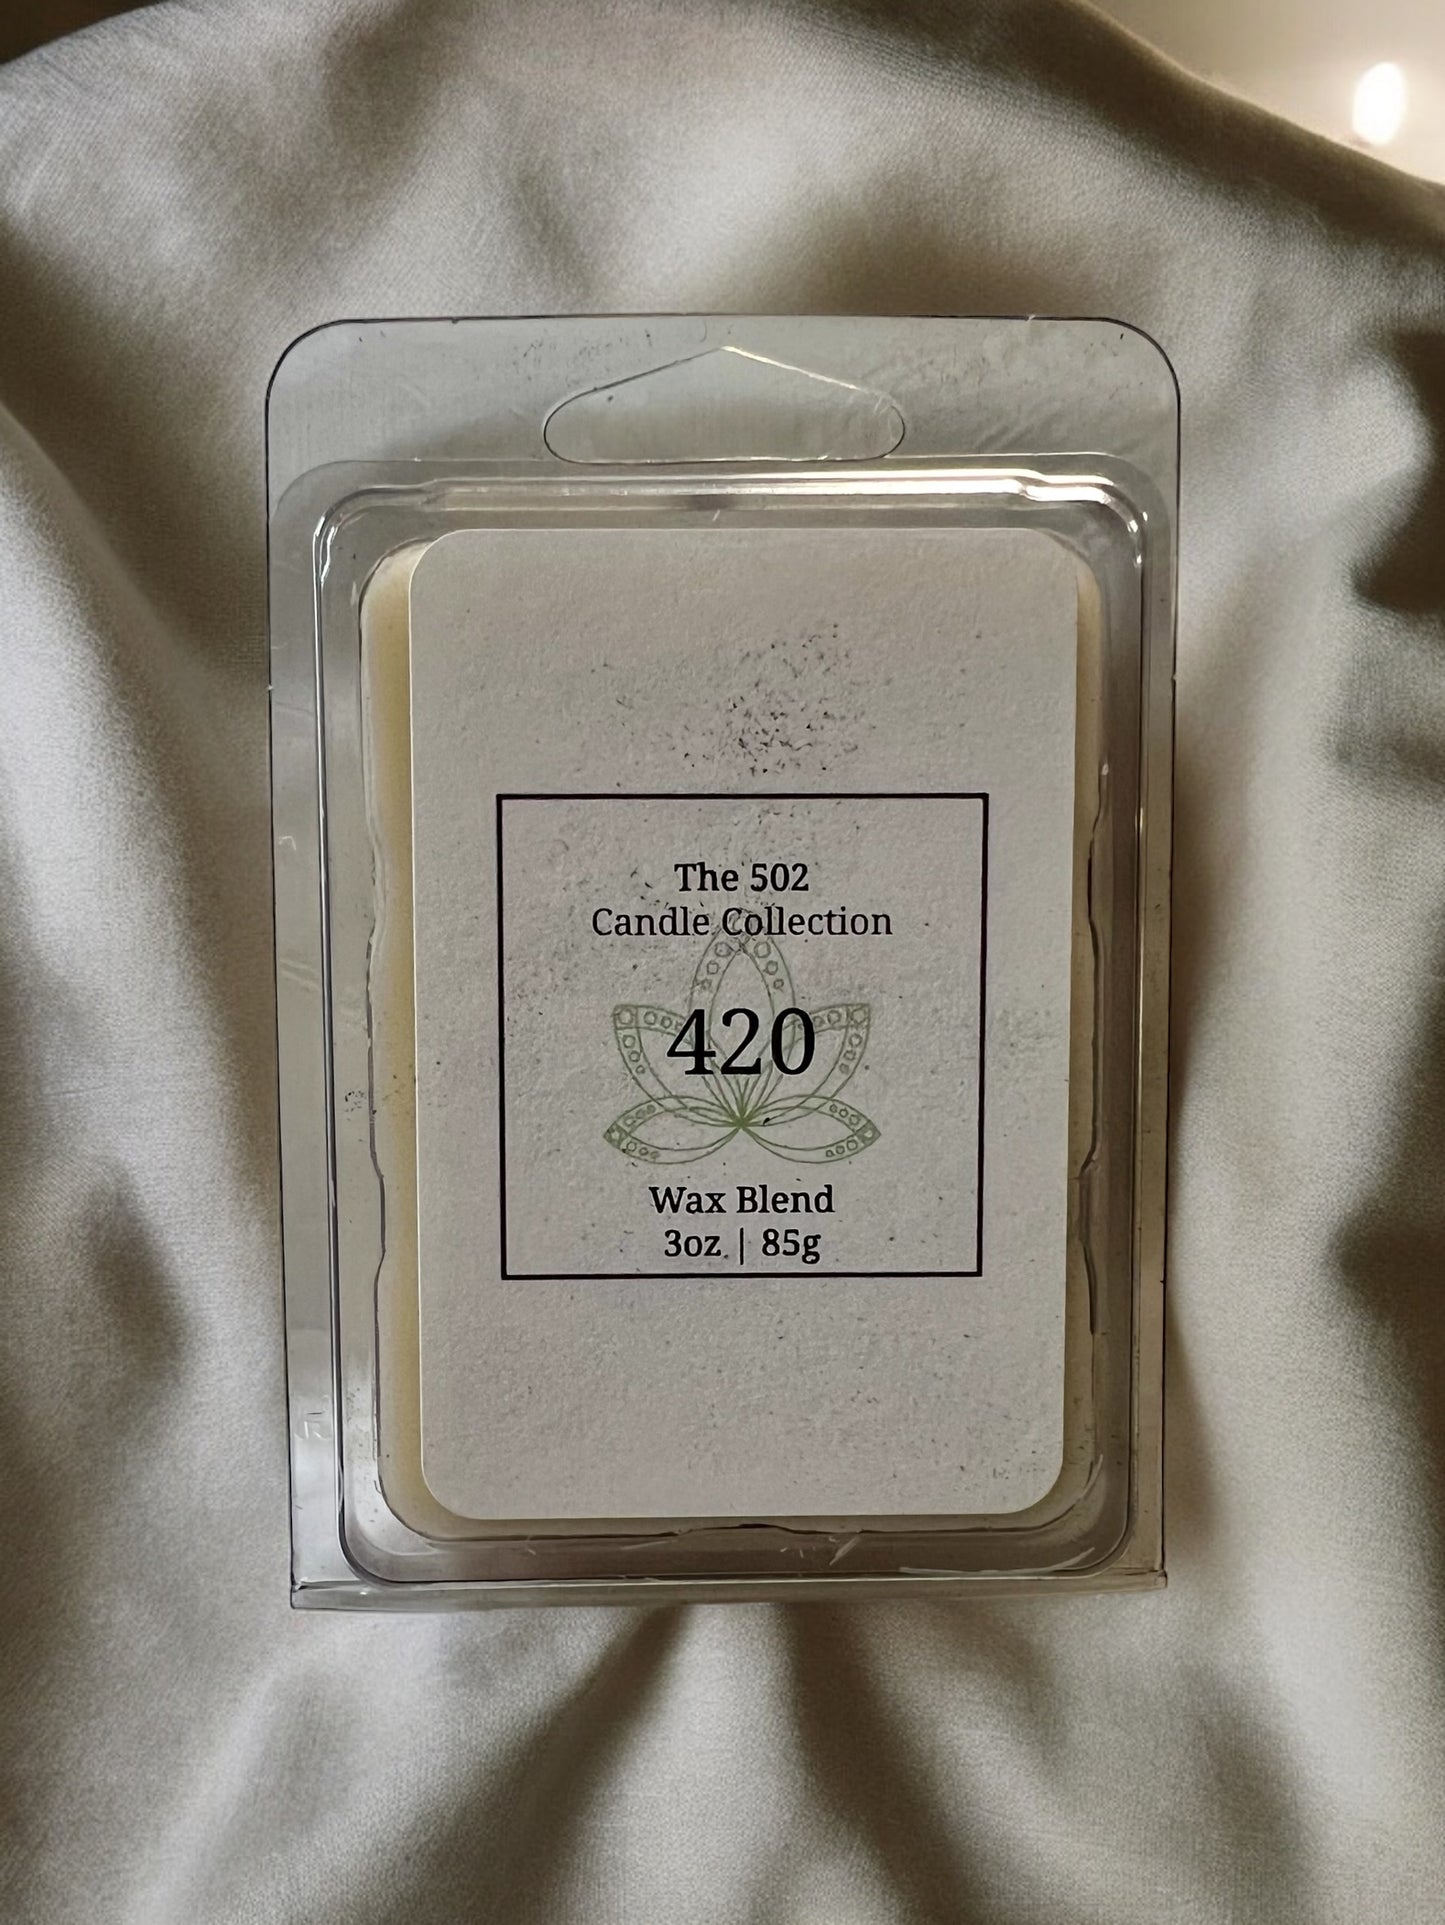 The 502
Candle Collection
420
Wax Blend
3oz | 85g